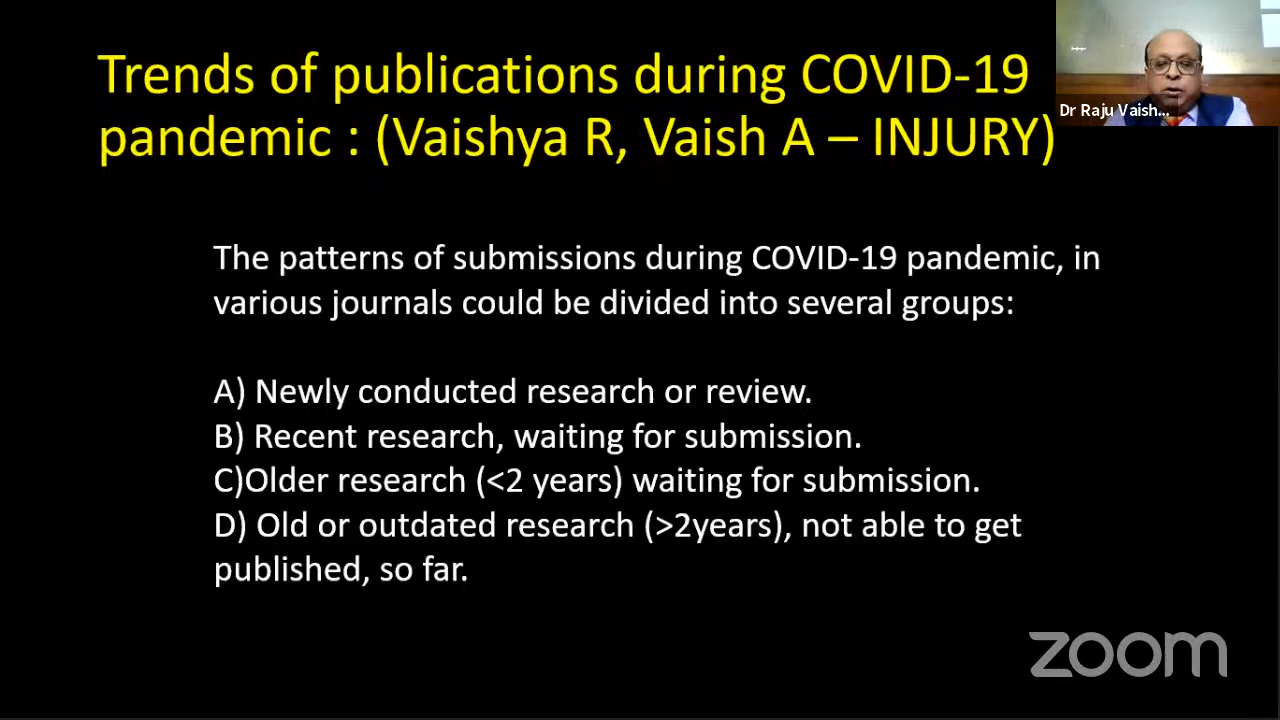 Trends of publications during COVID-19
pandemic : (Vaishya R, Vaish A – INJURY)
Dr Raju Vaish...
The patterns of submissions during COVID-19 pandemic, in
various journals could be divided into several groups:
A) Newly conducted research or review.
B) Recent research, waiting for submission.
C)Older research (<2 years) waiting for submission.
D) Old or outdated research (>2years), not able to get
published, so far.
zoom